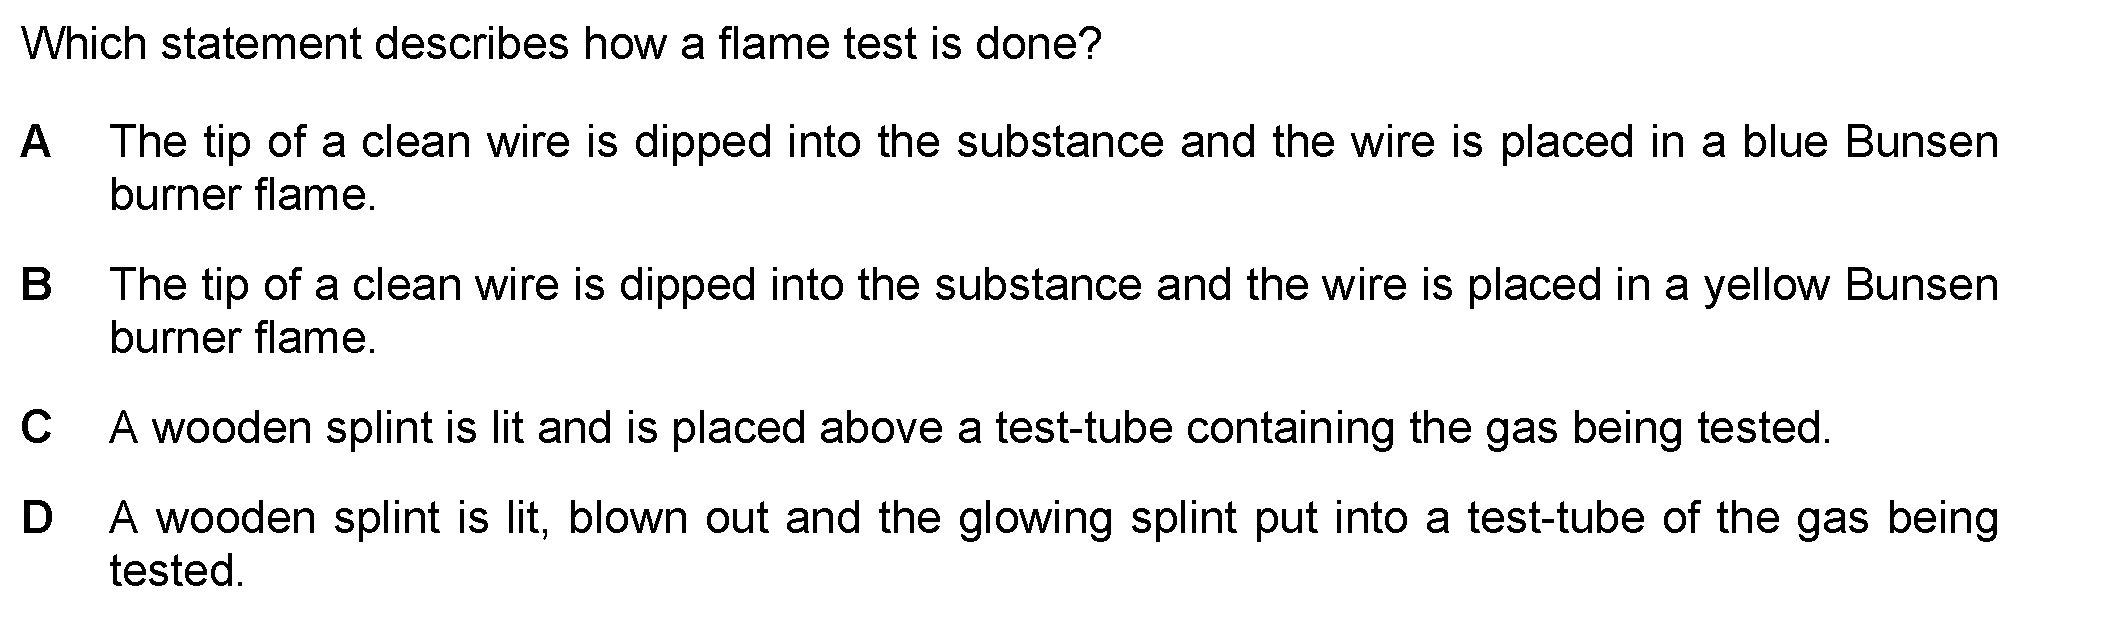 Which statement describes how a flame test is done?
A The tip of a clean wire is dipped into the substance and the wire is placed in a blue Bunsen
burner flame.
B The tip of a clean wire is dipped into the substance and the wire is placed in a yellow Bunsen
burner flame.
C A wooden splint is lit and is placed above a test-tube containing the gas being tested.
D A wooden splint is lit, blown out and the glowing splint put into a test-tube of the gas being
tested.